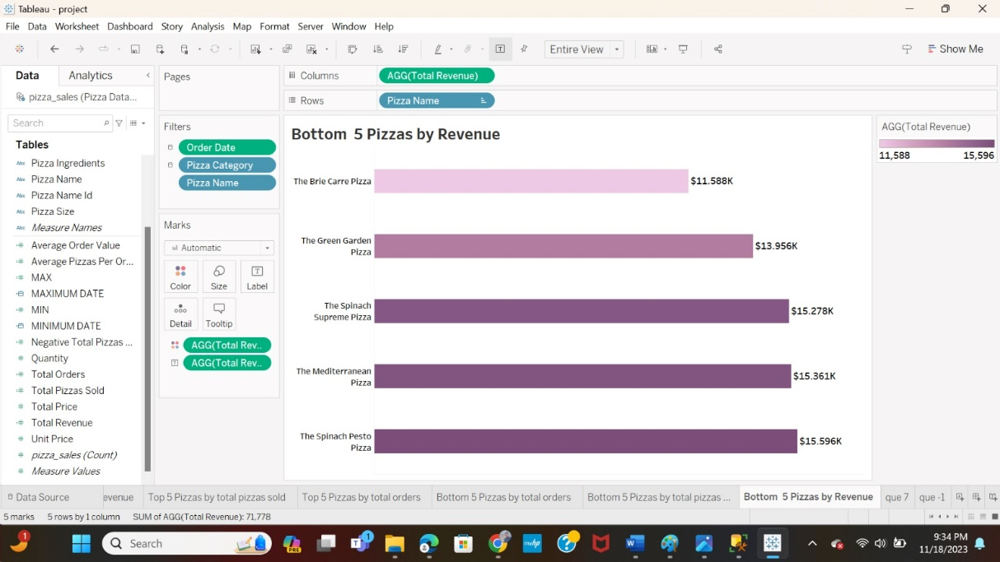 Tableau - project
File Data Worksheet Dashboard Story Analysis Map Format Server Window Help
Entire View
Show Me
Data Analytics
pizza_sales (Pizza Data...
Search
Tables
Abc Pizza Ingredients
Abc Pizza Name
Abc Pizza Name Id
Abc Pizza Size
Abc Measure Names
Average Order Value
Average Pizzas Per Or...
MAX
MAXIMUM DATE
MIN
MINIMUM DATE
Negative Total Pizzas ...
Quantity
Total Orders
Total Pizzas Sold
Total Price
Total Revenue
Unit Price
pizza_sales (Count)
Measure Values
Pages
Filters
Order Date
Pizza Category
Pizza Name
Marks
Automatic
Color Size Label
Detail Tooltip
AGG(Total Rev..
AGG(Total Rev..
Columns AGG(Total Revenue)
Rows Pizza Name
Bottom 5 Pizzas by Revenue
The Brie Carre Pizza $11.588K
The Green Garden
Pizza
$13.956K
The Spinach
Supreme Pizza
$15.278K
The Mediterranean
Pizza
$15.361K
The Spinach Pesto
Pizza
$15.596K
AGG(Total Revenue)
11,588 15,596
Data Source evenue Top 5 Pizzas by total pizzas sold Top 5 Pizzas by total orders Bottom 5 Pizzas by total orders Bottom 5 Pizzas by total pizzas ... Bottom 5 Pizzas by Revenue que 7 que -1
5 marks 5 rows by 1 column SUM of AGG(Total Revenue): 71,778
1
Search
PRE
1
myhp
9:34 PM
11/18/2023